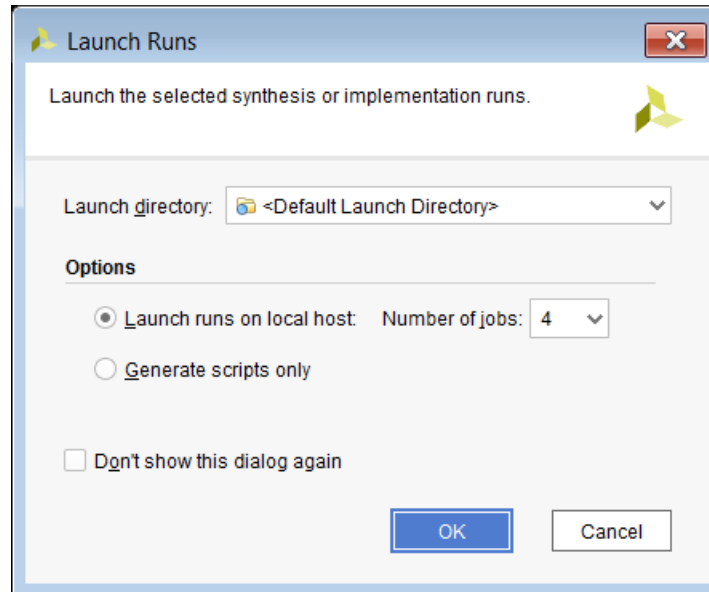 Launch Runs
Launch the selected synthesis or implementation runs.
Launch directory: <Default Launch Directory>
Options
Launch runs on local host: Number of jobs: 4
Generate scripts only
Don't show this dialog again
OK Cancel